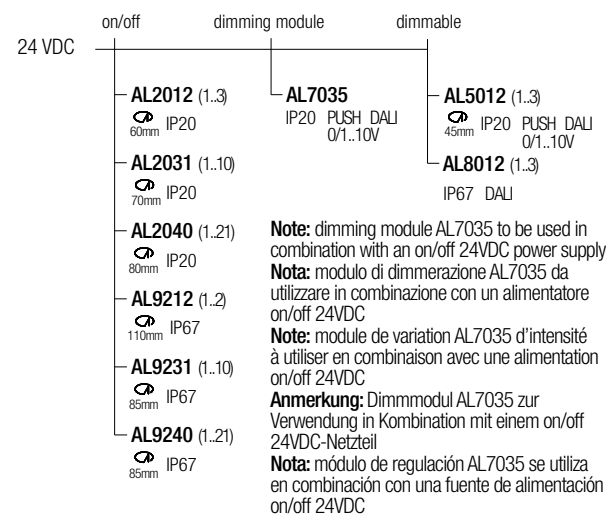 on/off dimming module dimmable
24 VDC
AL2012 (1..3)
60mm IP20
AL2031 (1..10)
70mm IP20
AL2040 (1..21)
80mm IP20
AL9212 (1..2)
110mm IP67
AL9231 (1..10)
85mm IP67
AL9240 (1..21)
85mm IP67
AL7035
IP20 PUSH DALI
0/1..10V
AL5012 (1..3)
45mm IP20 PUSH DALI
0/1..10V
AL8012 (1..3)
IP67 DALI
Note: dimming module AL7035 to be used in
combination with an on/off 24VDC power supply
Nota: modulo di dimmerazione AL7035 da
utilizzare in combinazione con un alimentatore
on/off 24VDC
Note: module de variation AL7035 d’intensité
à utiliser en combinaison avec une alimentation
on/off 24VDC
Anmerkung: Dimmmodul AL7035 zur
Verwendung in Kombination mit einem on/off
24VDC-Netzteil
Nota: módulo de regulación AL7035 se utiliza
en combinación con una fuente de alimentación
on/off 24VDC